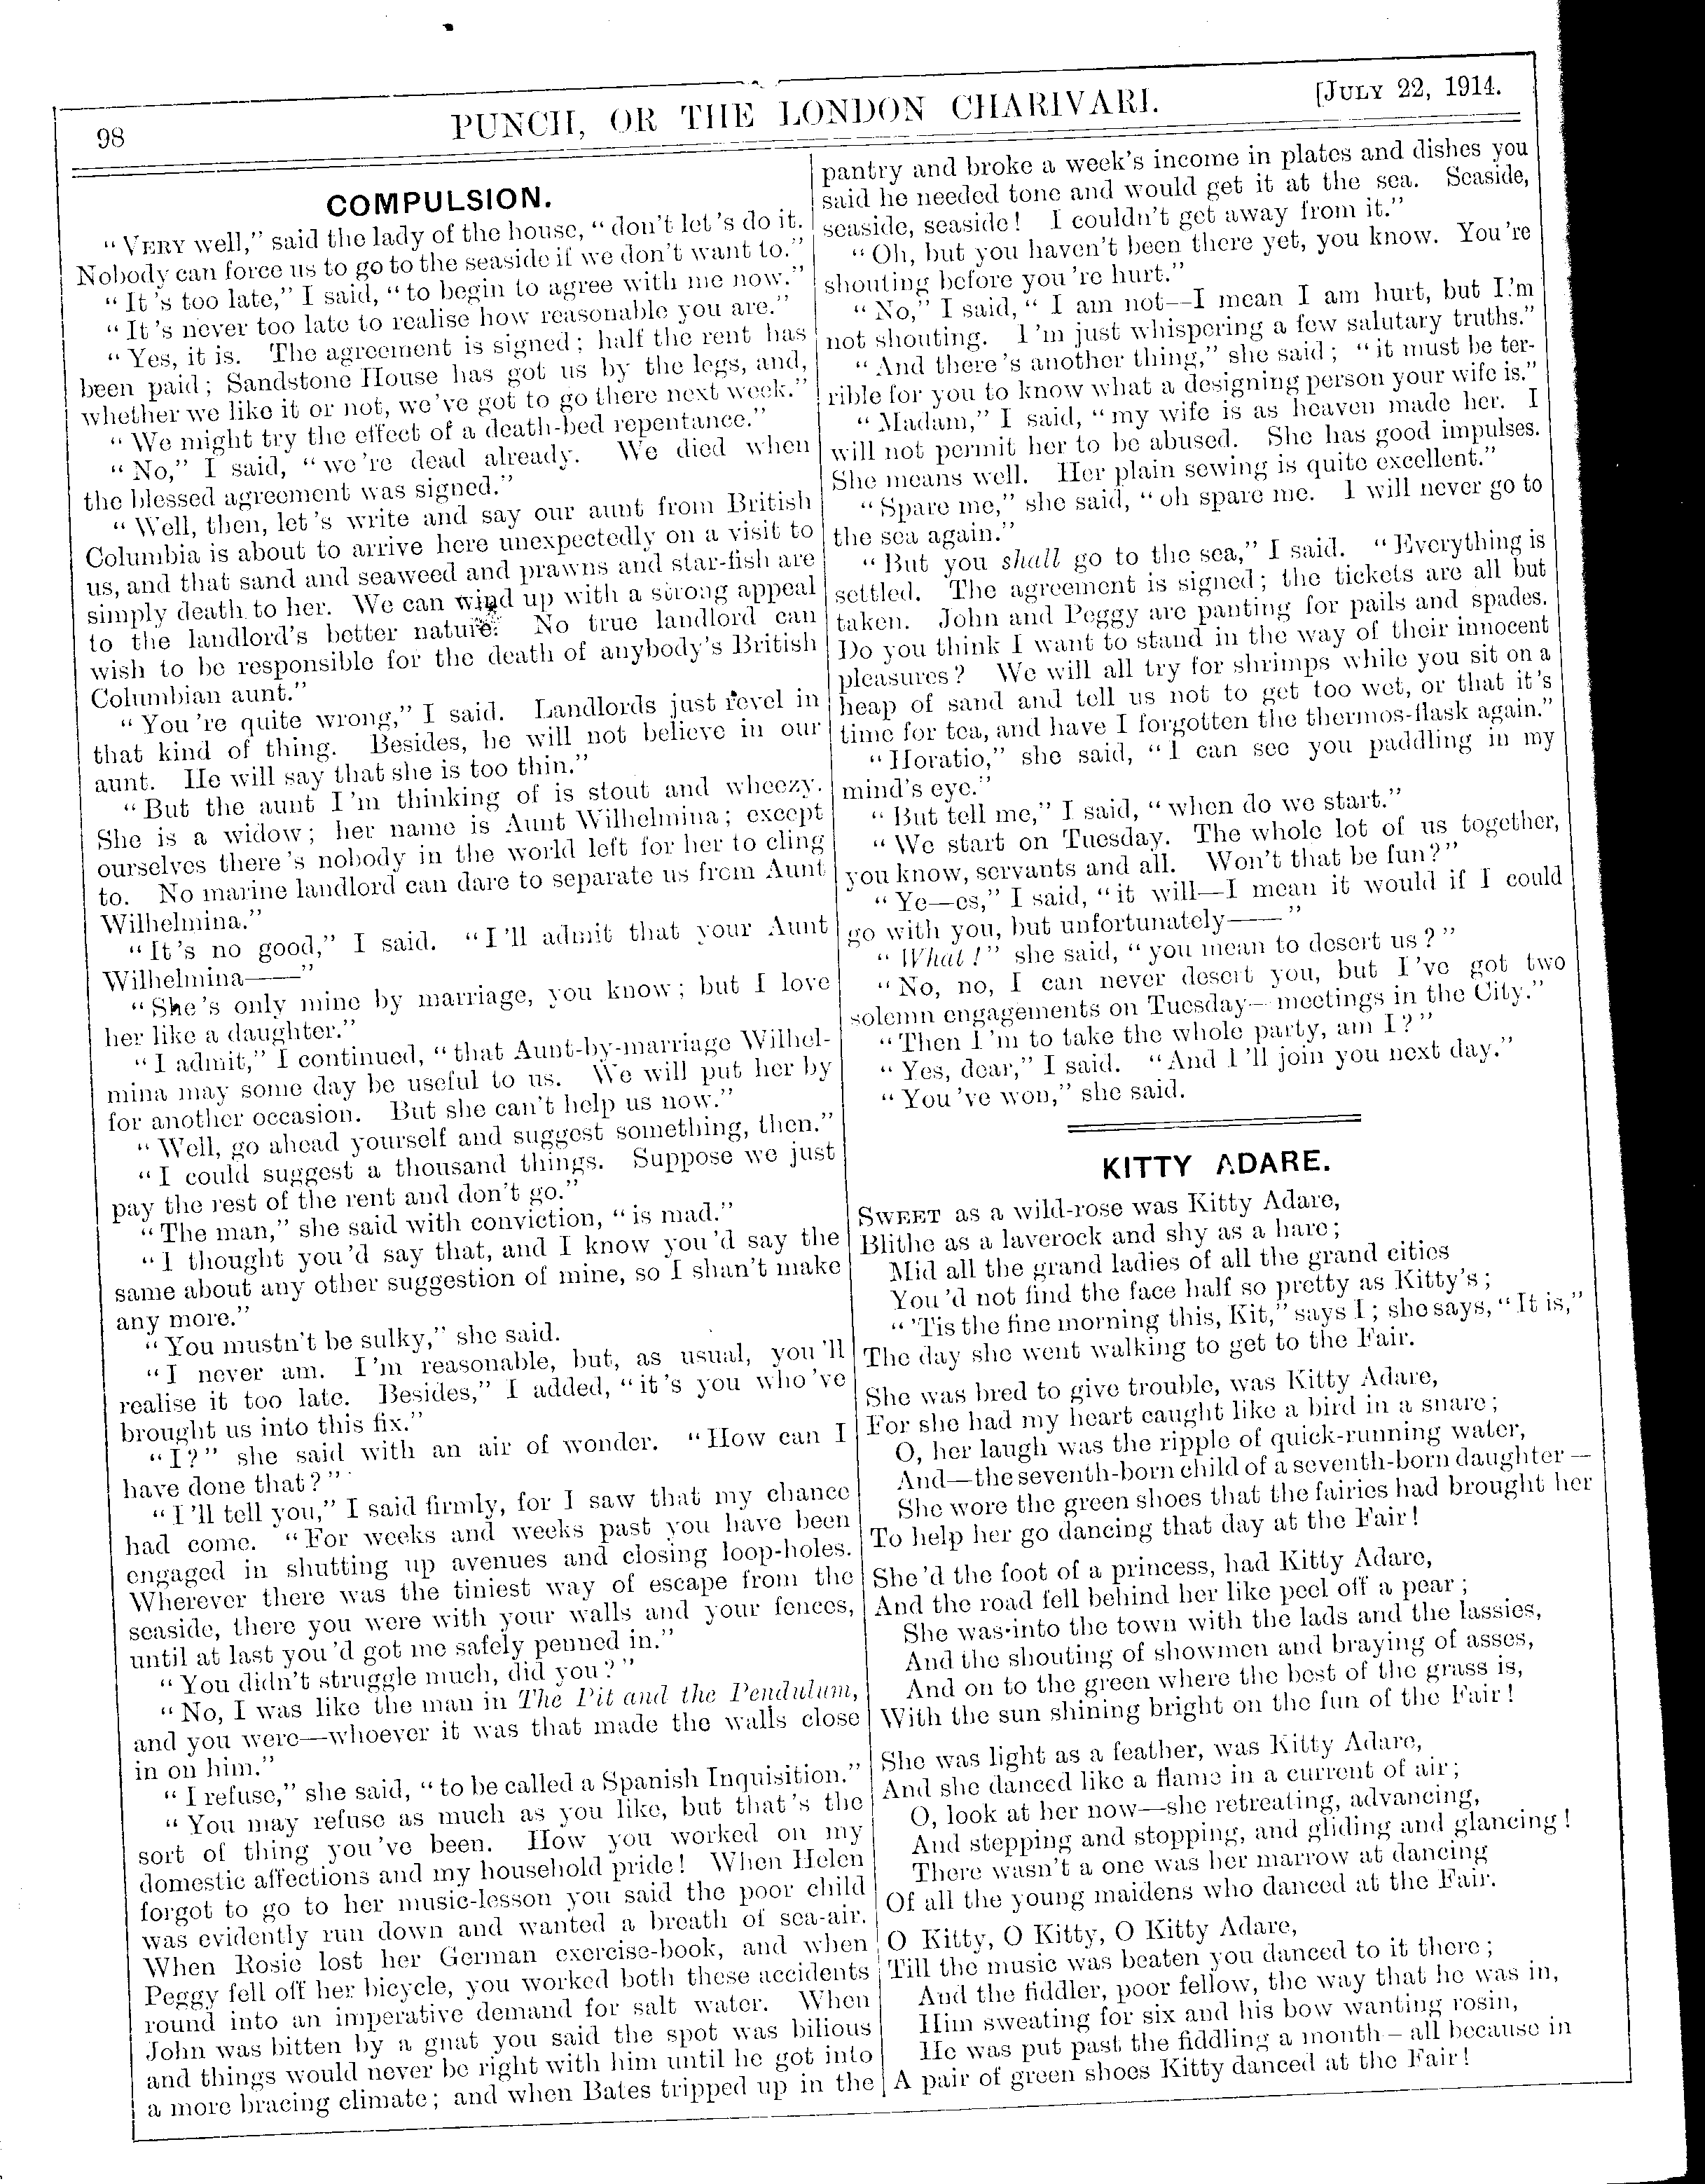 98
PUNCH, OR THE LONDON CHARIVARI.
[JULY 22, 1914.
COMPULSION.
"VERY well," said the lady of the house, "don't let's do it.
Nobody can force us to go to the seaside if we don't want to."
"It's too late," I said, "to begin to agree with me now."
"It's never too late to realise how reasonable you are."
"Yes, it is. The agreement is signed; half the rent has
been paid; Sandstone House has got us by the legs, and,
whether we like it or not, we've got to go there next week."
"We might try the effect of a death-bed repentance."
"No," I said, "we're dead already. We died when
the blessed agreement was signed."
"Well, then, let's write and say our aunt from British
Columbia is about to arrive here unexpectedly on a visit to
us, and that sand and seaweed and prawns and star-fish are
simply death to her. We can wind up with a strong appeal
to the landlord's better nature. No true landlord can
wish to be responsible for the death of anybody's British
Columbian aunt."
"You're quite wrong," I said. Landlords just revel in
that kind of thing. Besides, he will not believe in our
aunt. He will say that she is too thin."
"But the aunt I'm thinking of is stout and wheezy.
She is a widow; her name is Aunt Wilhelmina; except
ourselves there's nobody in the world left for her to cling
to. No marine landlord can dare to separate us from Aunt
Wilhelmina."
"It's no good," I said. "I'll admit that your Aunt
Wilhelmina——"
"She's only mine by marriage, you know; but I love
her like a daughter."
"I admit," I continued, "that Aunt-by-marriage Wilhel-
mina may some day be useful to us. We will put her by
for another occasion. But she can't help us now."
"Well, go ahead yourself and suggest something, then."
"I could suggest a thousand things. Suppose we just
pay the rest of the rent and don't go."
"The man," she said with conviction, "is mad."
"I thought you'd say that, and I know you'd say the
same about any other suggestion of mine, so I shan't make
any more."
"You mustn't be sulky," she said.
"I never am. I'm reasonable, but, as usual, you'll
realise it too late. Besides," I added, "it's you who've
brought us into this fix."
"I?" she said with an air of wonder. "How can I
have done that?"
"I'll tell you," I said firmly, for I saw that my chance
had come. "For weeks and weeks past you have been
engaged in shutting up avenues and closing loop-holes.
Wherever there was the tiniest way of escape from the
seaside, there you were with your walls and your fences,
until at last you'd got me safely penned in."
"You didn't struggle much, did you?"
"No, I was like the man in The Pit and the Pendulum,
and you were—whoever it was that made the walls close
in on him."
"I refuse," she said, "to be called a Spanish Inquisition."
"You may refuse as much as you like, but that's the
sort of thing you've been. How you worked on my
domestic affections and my household pride! When Helen
forgot to go to her music-lesson you said the poor child
was evidently run down and wanted a breath of sea-air.
When Rosie lost her German exercise-book, and when
Peggy fell off her bicycle, you worked both these accidents
round into an imperative demand for salt water. When
John was bitten by a gnat you said the spot was bilious
and things would never be right with him until he got into
a more bracing climate; and when Bates tripped up in the
pantry and broke a week's income in plates and dishes you
said he needed tone and would get it at the sea. Seaside,
seaside, seaside! I couldn't get away from it."
"Oh, but you haven't been there yet, you know. You're
shouting before you're hurt."
"No," I said, "I am not—I mean I am hurt, but I'm
not shouting. I'm just whispering a few salutary truths."
"And there's another thing," she said; "it must be ter-
rible for you to know what a designing person your wife is."
"Madam," I said, "my wife is as heaven made her. I
will not permit her to be abused. She has good impulses.
She means well. Her plain sewing is quite excellent."
"Spare me," she said, "oh spare me. I will never go to
the sea again."
"But you shall go to the sea," I said. "Everything is
settled. The agreement is signed; the tickets are all but
taken. John and Peggy are panting for pails and spades.
Do you think I want to stand in the way of their innocent
pleasures? We will all try for shrimps while you sit on a
heap of sand and tell us not to get too wet, or that it's
time for tea, and have I forgotten the thermos-flask again."
"Horatio," she said, "I can see you paddling in my
mind's eye."
"But tell me," I said, "when do we start."
"We start on Tuesday. The whole lot of us together,
you know, servants and all. Won't that be fun?"
"Ye—es," I said, "it will—I mean it would if I could
go with you, but unfortunately——"
"What!" she said, "you mean to desert us?"
"No, no, I can never desert you, but I've got two
solemn engagements on Tuesday—meetings in the City."
"Then I'm to take the whole party, am I?"
"Yes, dear," I said. "And I'll join you next day."
"You've won," she said.
KITTY ADARE.
SWEET as a wild-rose was Kitty Adare,
Blithe as a laverock and shy as a hare;
Mid all the grand ladies of all the grand cities
You'd not find the face half so pretty as Kitty's;
"'Tis the fine morning this, Kit," says I; she says, "It is,"
The day she went walking to get to the Fair.
She was bred to give trouble, was Kitty Adare,
For she had my heart caught like a bird in a snare;
O, her laugh was the ripple of quick-running water,
And—the seventh-born child of a seventh-born daughter—
She wore the green shoes that the fairies had brought her
To help her go dancing that day at the Fair!
She'd the foot of a princess, had Kitty Adare,
And the road fell behind her like peel off a pear;
She was into the town with the lads and the lassies,
And the shouting of showmen and braying of asses,
And on to the green where the best of the grass is,
With the sun shining bright on the fun of the Fair!
She was light as a feather, was Kitty Adare,
And she danced like a flame in a current of air;
O, look at her now—she retreating, advancing,
And stepping and stopping, and gliding and glancing!
There wasn't a one was her marrow at dancing
Of all the young maidens who danced at the Fair.
O Kitty, O Kitty, O Kitty Adare,
Till the music was beaten you danced to it there;
And the fiddler, poor fellow, the way that he was in,
Him sweating for six and his bow wanting rosin,
He was put past the fiddling a month—all because in
A pair of green shoes Kitty danced at the Fair!